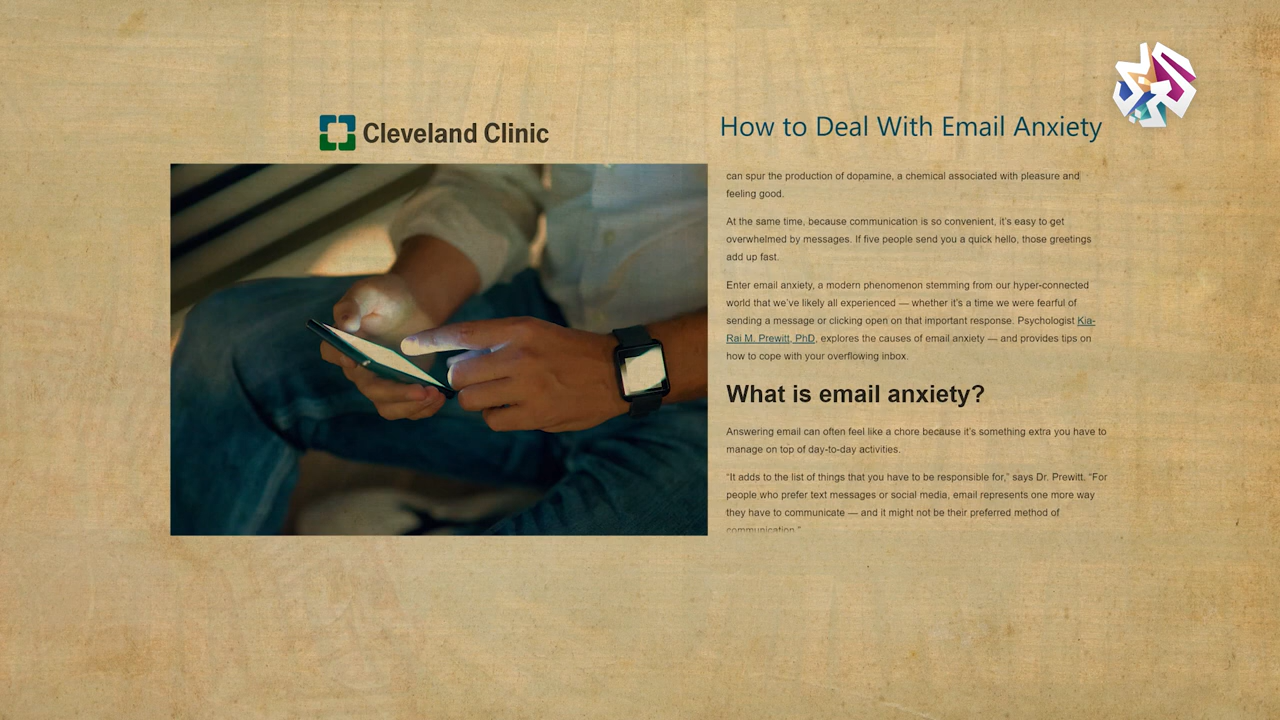 Cleveland Clinic
How to Deal With Email Anxiety
can spur the production of dopamine, a chemical associated with pleasure and
feeling good.
At the same time, because communication is so convenient, it's easy to get
overwhelmed by messages. If five people send you a quick hello, those greetings
add up fast.
Enter email anxiety, a modern phenomenon stemming from our hyper-connected
world that we've likely all experienced — whether it's a time we were fearful of
sending a message or clicking open on that important response. Psychologist Kia-
Rai M. Prewitt, PhD, explores the causes of email anxiety — and provides tips on
how to cope with your overflowing inbox.
What is email anxiety?
Answering email can often feel like a chore because it's something extra you have to
manage on top of day-to-day activities.
“It adds to the list of things that you have to be responsible for,” says Dr. Prewitt. “For
people who prefer text messages or social media, email represents one more way
they have to communicate — and it might not be their preferred method of
communication.”